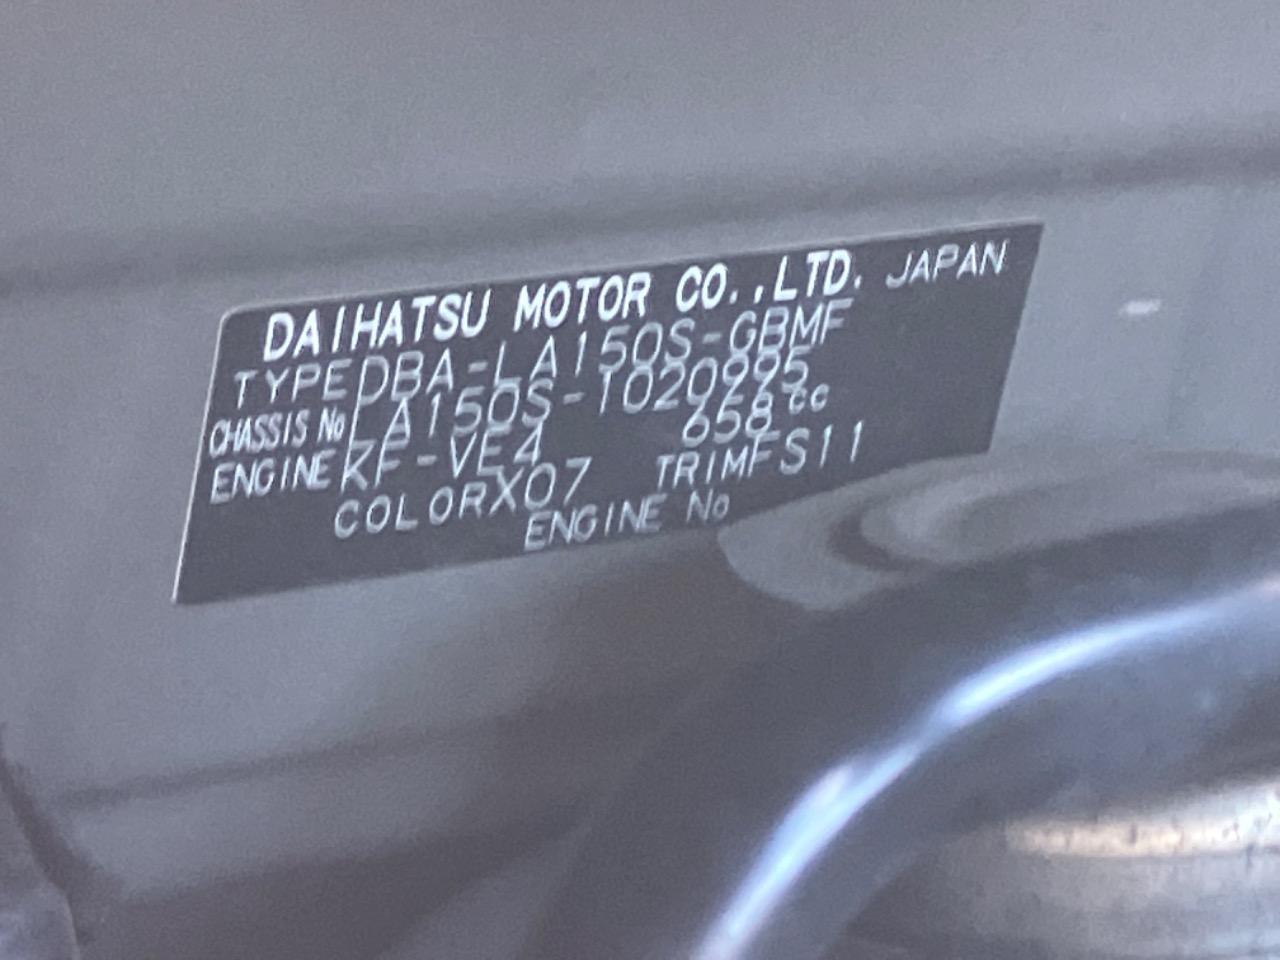 DAIHATSU MOTOR CO.,LTD. JAPAN
TYPE DBA-LA150S-GBMF
CHASSIS No LA150S-1020995
ENGINE KF-VE4 658 cc
COLOR X07 TRIM FS11
ENGINE No